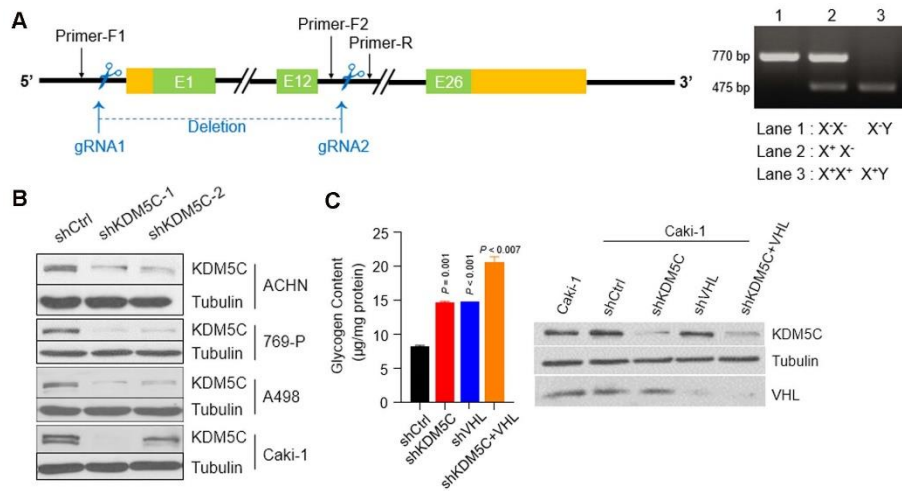 A
Primer-F1
Primer-F2
Primer-R
5'
E1
E12
E26
3'
Deletion
gRNA1
gRNA2
1 2 3
770 bp
475 bp
Lane 1 : X⁻X⁻ X⁻Y
Lane 2 : X⁺ X⁻
Lane 3 : X⁺X⁺ X⁺Y
B
shCtrl
shKDM5C-1
shKDM5C-2
KDM5C
Tubulin
ACHN
KDM5C
Tubulin
769-P
KDM5C
Tubulin
A498
KDM5C
Tubulin
Caki-1
C
Glycogen Content
(μg/mg protein)
25
20
15
10
5
0
P = 0.001
P < 0.001
P < 0.007
shCtrl
shKDM5C
shVHL
shKDM5C+VHL
Caki-1
Caki-1
shCtrl
shKDM5C
shVHL
shKDM5C+VHL
KDM5C
Tubulin
VHL